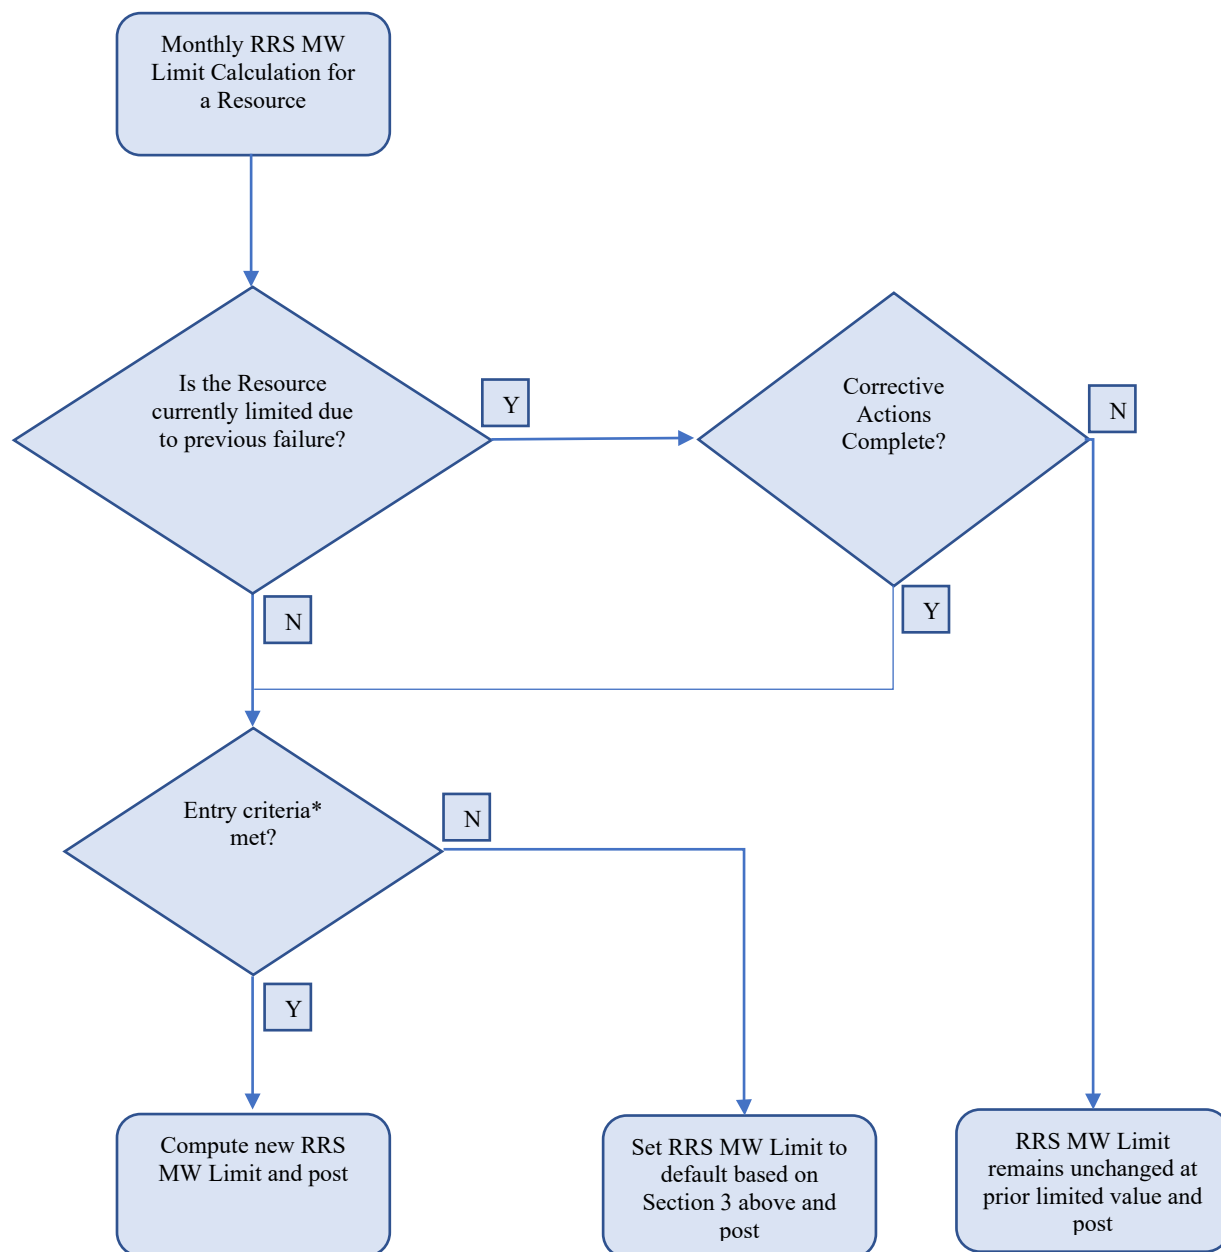 Monthly RRS MW
Limit Calculation for
a Resource
Is the Resource
currently limited due
to previous failure?
Y
Corrective
Actions
Complete?
N
N
Y
Entry criteria*
met?
N
Y
Compute new RRS
MW Limit and post
Set RRS MW Limit to
default based on
Section 3 above and
post
RRS MW Limit
remains unchanged at
prior limited value and
post